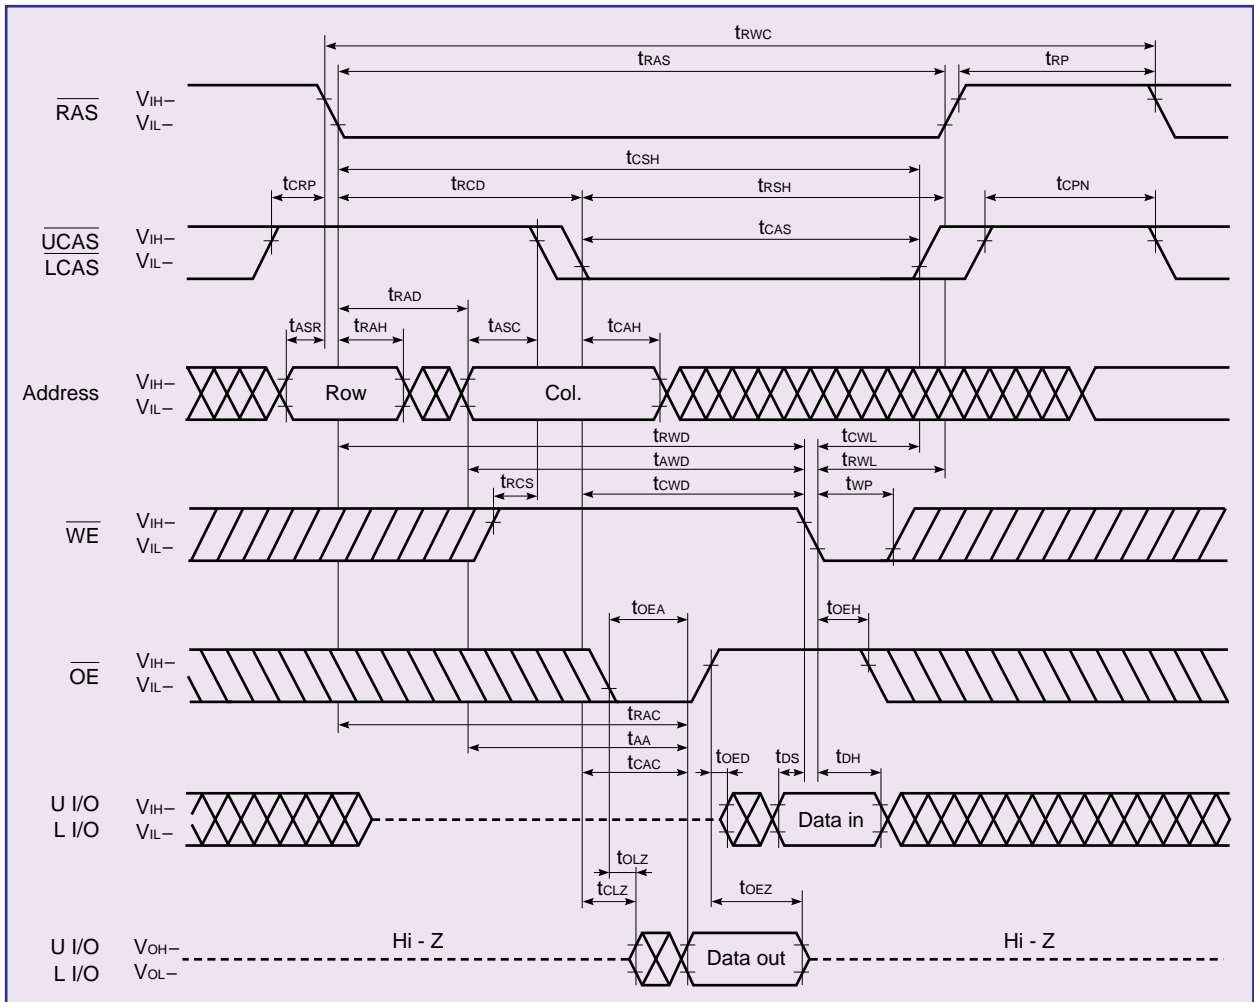 tRWC
tRAS tRP
RAS VIH–
VIL–
tCSH
tCRP tRCD tRSH tCPN
UCAS VIH– tCAS
LCAS VIL–
tRAD
tASR tRAH tASC tCAH
Address VIH– Row Col.
VIL–
tRWD tCWL
tAWD tRWL
tRCS tCWD tWP
WE VIH–
VIL–
tOEA tOEH
OE VIH–
VIL–
tRAC
tAA
tCAC tOED tDS tDH
U I/O VIH– Data in
L I/O VIL–
tOLZ
tCLZ tOEZ
U I/O VOH– Hi - Z Data out Hi - Z
L I/O VOL–